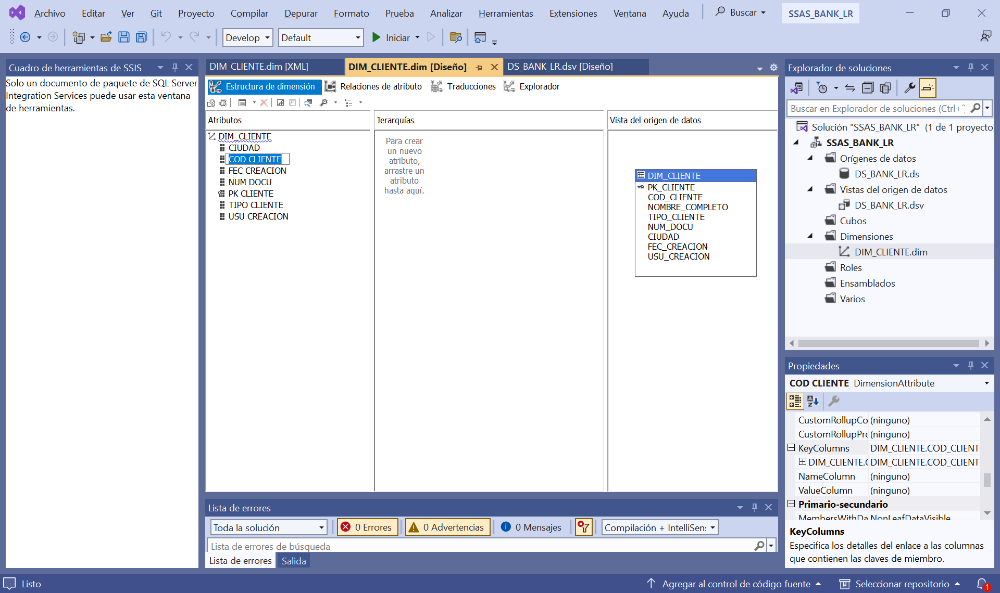 Archivo Editar Ver Git Proyecto Compilar Depurar Formato Prueba Analizar Herramientas Extensiones Ventana Ayuda Buscar SSAS_BANK_LR
Develop Default Iniciar
Cuadro de herramientas de SSIS
Solo un documento de paquete de SQL Server
Integration Services puede usar esta ventana
de herramientas.
DIM_CLIENTE.dim [XML] DIM_CLIENTE.dim [Diseño] DS_BANK_LR.dsv [Diseño]
Estructura de dimensión Relaciones de atributo Traducciones Explorador
Atributos
DIM_CLIENTE
CIUDAD
COD CLIENTE
FEC CREACION
NUM DOCU
PK CLIENTE
TIPO CLIENTE
USU CREACION
Jerarquías
Para crear
un nuevo
atributo,
arrastre un
atributo
hasta aquí.
Vista del origen de datos
DIM_CLIENTE
PK_CLIENTE
COD_CLIENTE
NOMBRE_COMPLETO
TIPO_CLIENTE
NUM_DOCU
CIUDAD
FEC_CREACION
USU_CREACION
Lista de errores
Toda la solución 0 Errores 0 Advertencias 0 Mensajes Compilación + IntelliSen:
Lista de errores de búsqueda
Lista de errores Salida
Explorador de soluciones
Buscar en Explorador de soluciones (Ctrl+´)
Solución "SSAS_BANK_LR" (1 de 1 proyecto)
SSAS_BANK_LR
Orígenes de datos
DS_BANK_LR.ds
Vistas del origen de datos
DS_BANK_LR.dsv
Cubos
Dimensiones
DIM_CLIENTE.dim
Roles
Ensamblados
Varios
Propiedades
COD CLIENTE DimensionAttribute
CustomRollupCo (ninguno)
CustomRollupPro (ninguno)
KeyColumns DIM_CLIENTE.COD_CLIENTE
DIM_CLIENTE.C DIM_CLIENTE.COD_CLIENTE
NameColumn (ninguno)
ValueColumn (ninguno)
Primario-secundario
MembersWithDa NonLeafDataVisible
KeyColumns
Especifica los detalles del enlace a las columnas
que contienen las claves de miembro.
Listo Agregar al control de código fuente Seleccionar repositorio 1